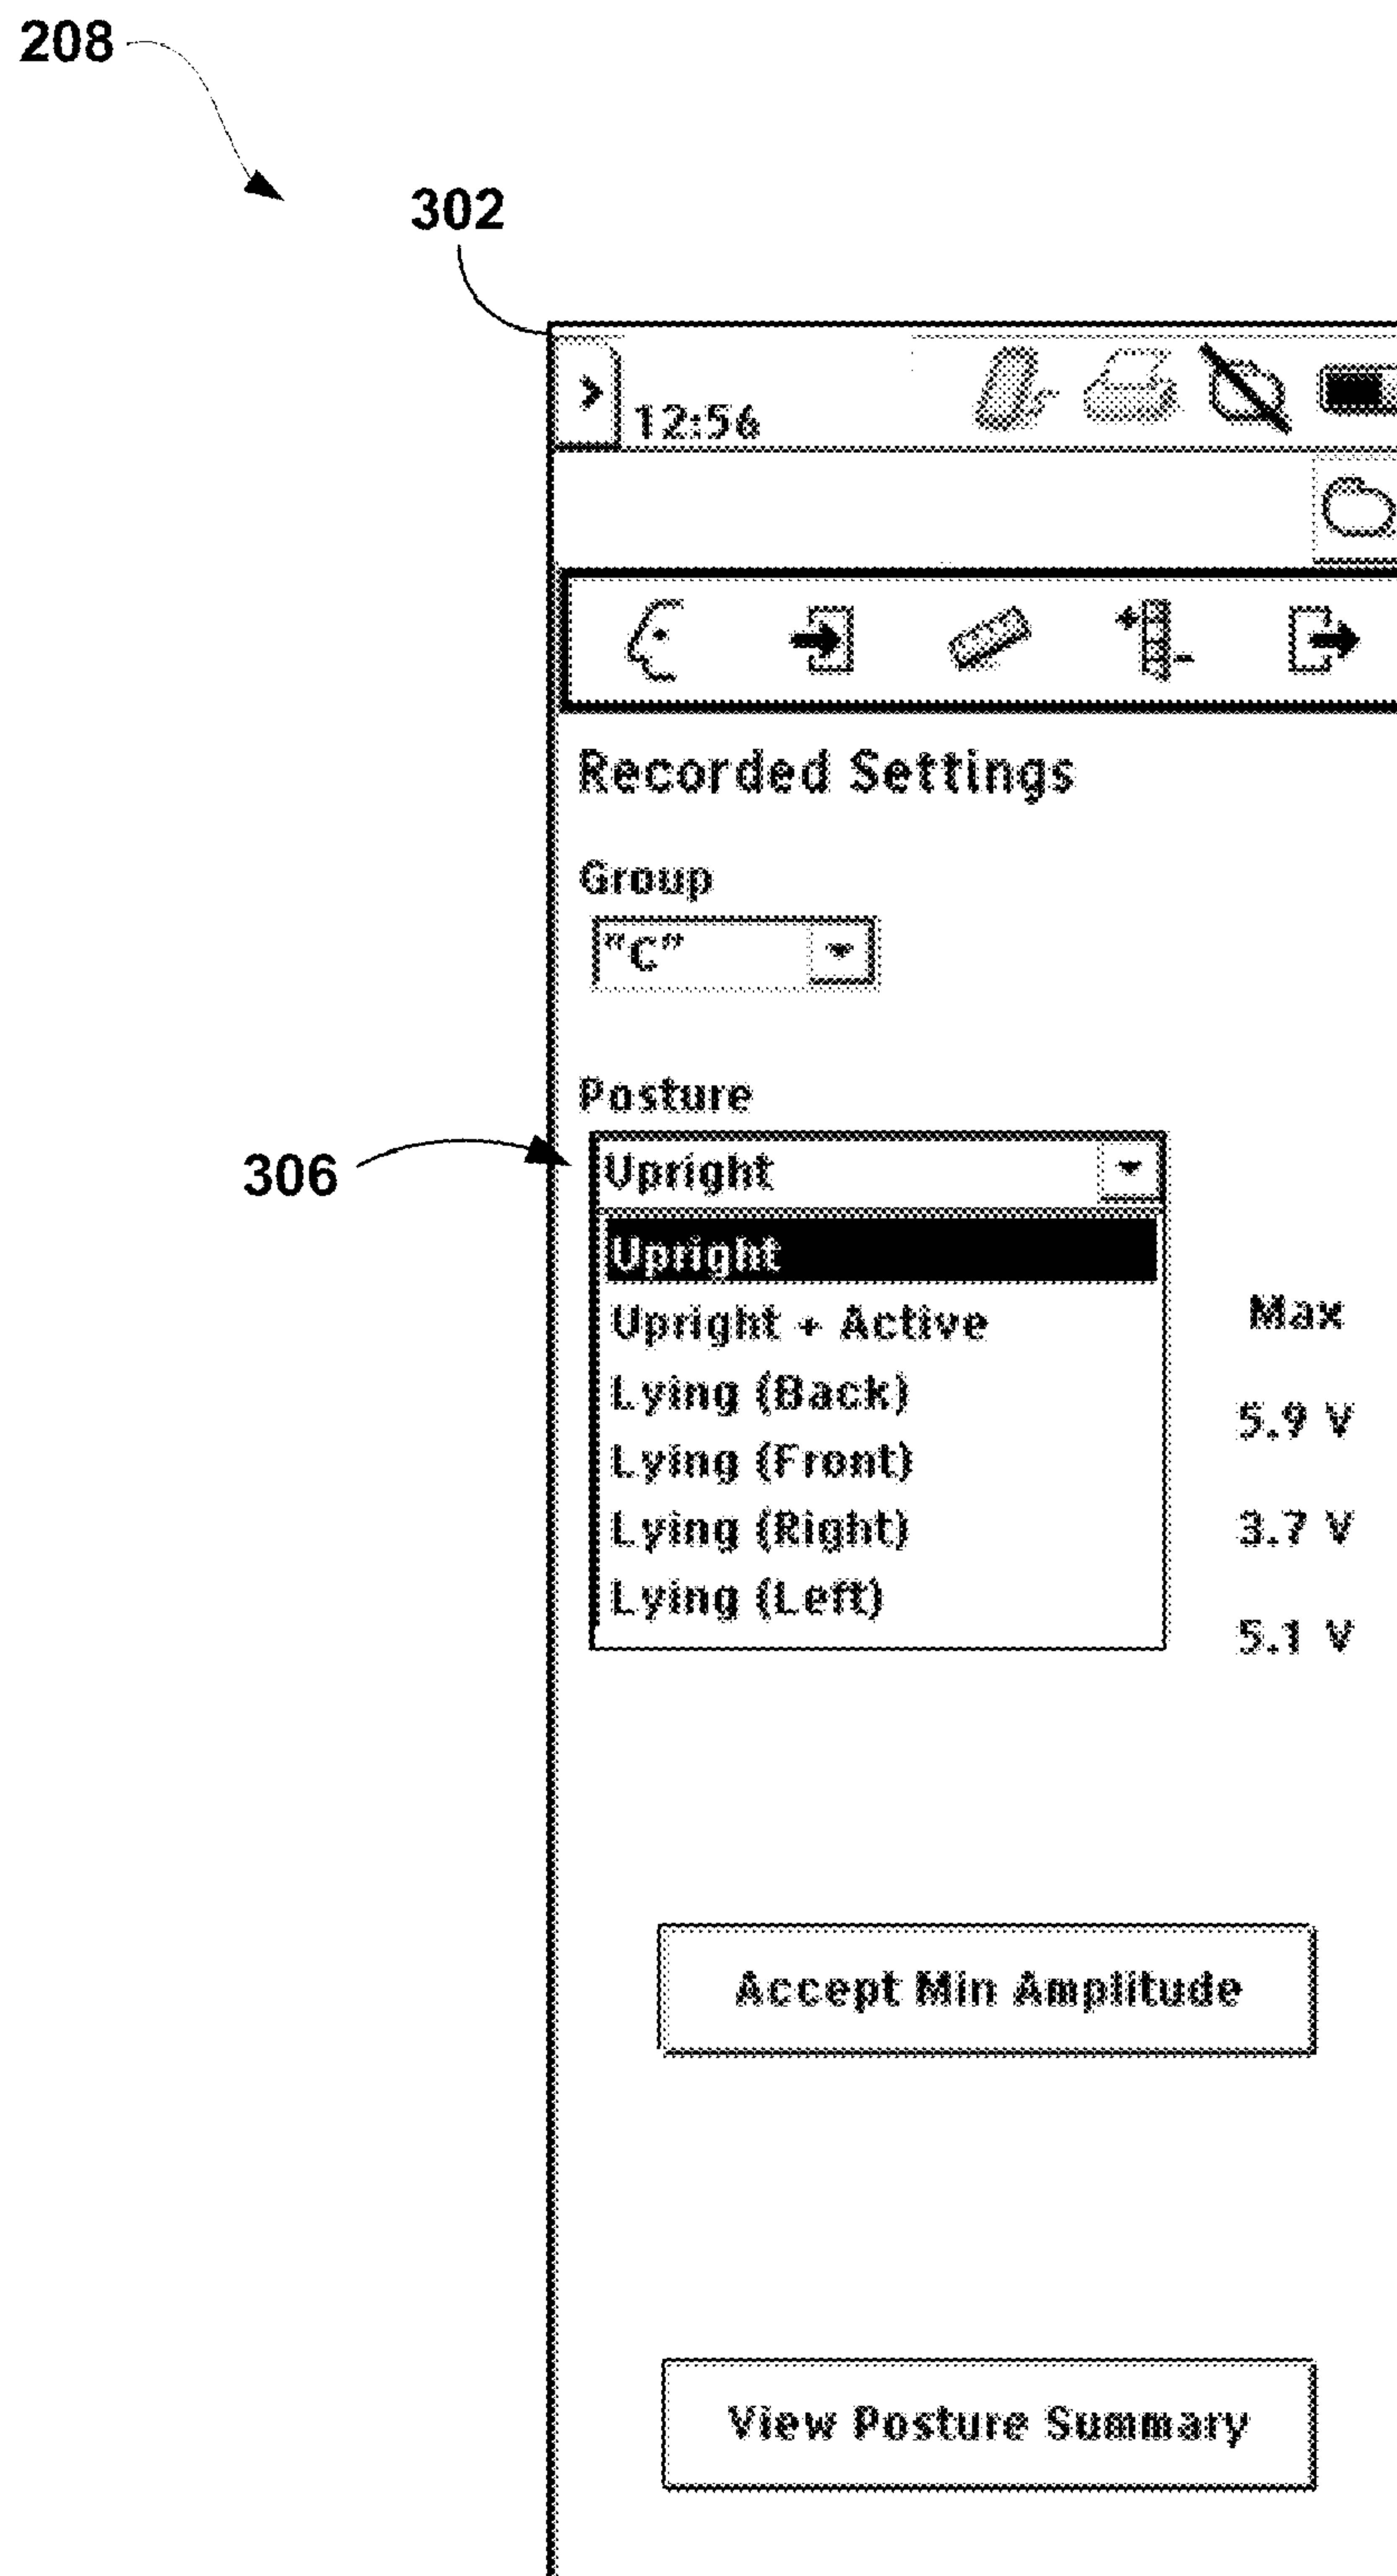 208
302
12:56
Recorded Settings
Group
"C"
Posture
306
Upright
Upright
Upright + Active
Max
Lying (Back)
5.9 V
Lying (Front)
Lying (Right)
3.7 V
Lying (Left)
5.1 V
Accept Min Amplitude
View Posture Summary